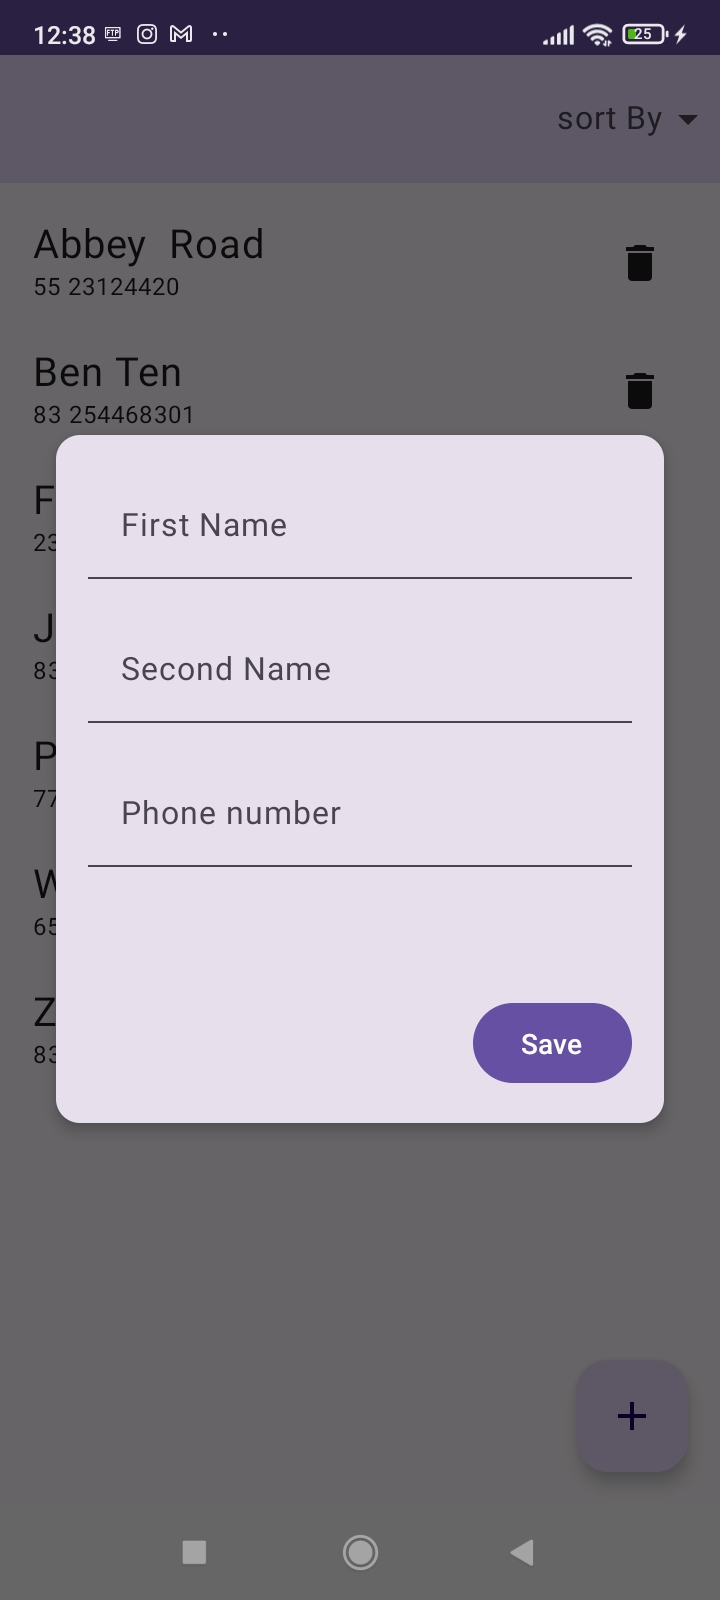 12:38 FTP 25
sort By
Abbey Road
55 23124420
Ben Ten
83 254468301
F
23
First Name
J
83
Second Name
P
77
Phone number
W
65
Z
83
Save